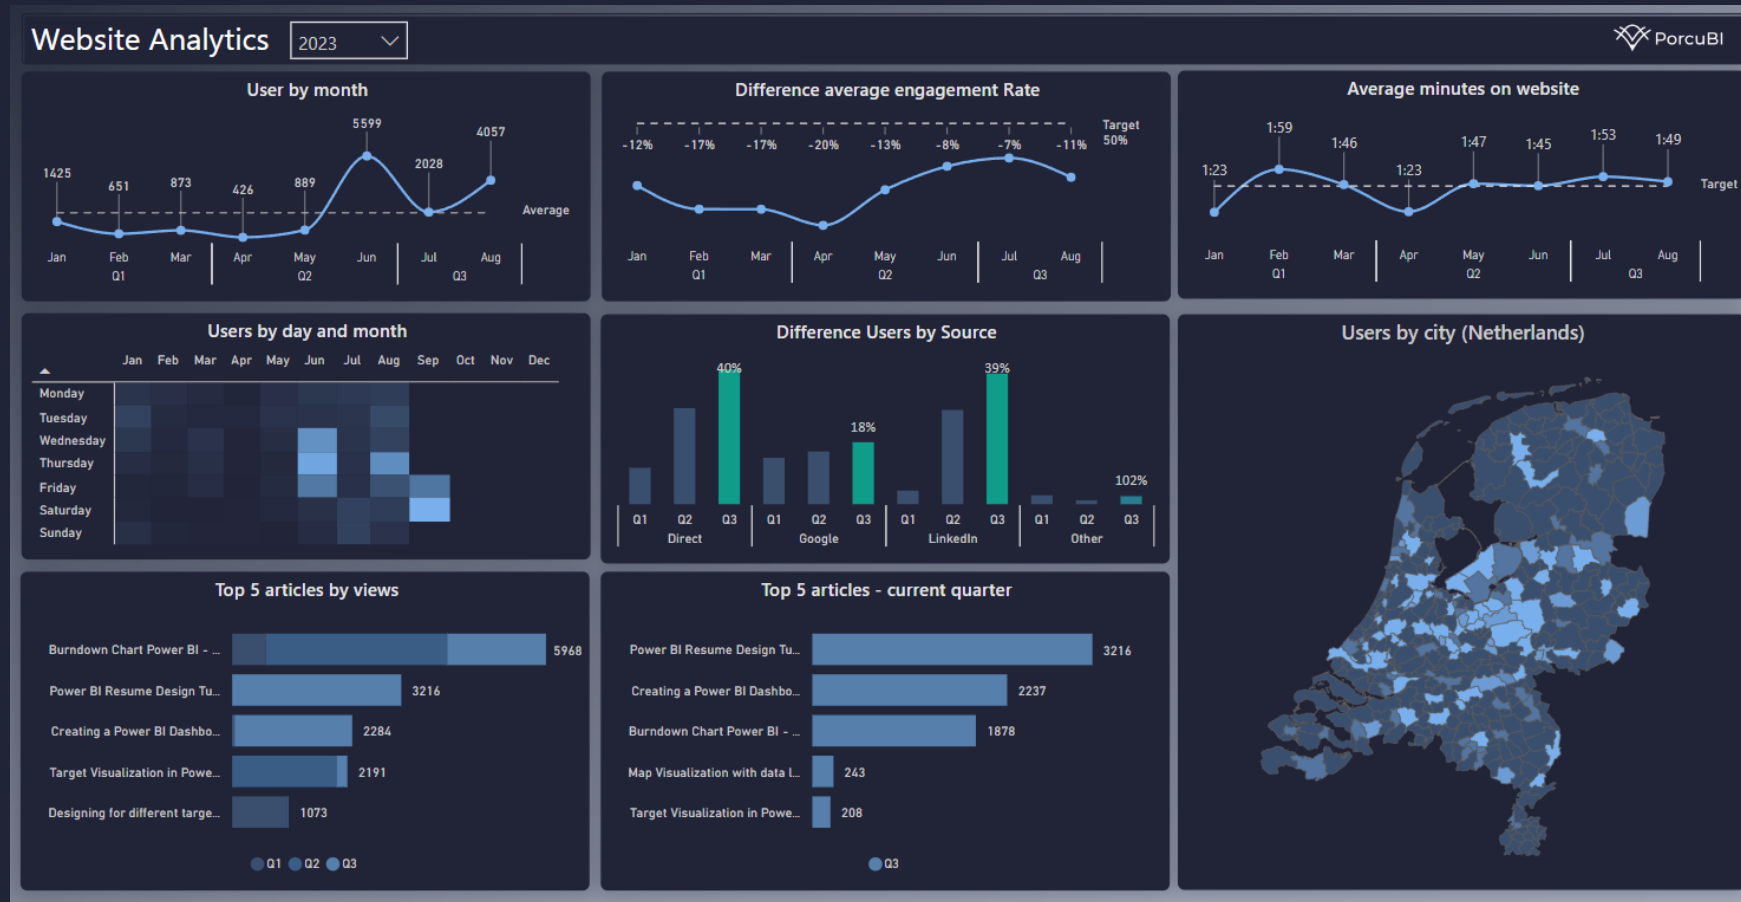 Website Analytics
2023
PorcuBI
User by month
1425
651
873
426
889
5599
2028
4057
Average
Jan Feb Mar Apr May Jun Jul Aug
Q1 Q2 Q3
Difference average engagement Rate
Target
50%
-12% -17% -17% -20% -13% -8% -7% -11%
Jan Feb Mar Apr May Jun Jul Aug
Q1 Q2 Q3
Average minutes on website
1:23
1:59
1:46
1:23
1:47
1:45
1:53
1:49
Target
Jan Feb Mar Apr May Jun Jul Aug
Q1 Q2 Q3
Users by day and month
Jan Feb Mar Apr May Jun Jul Aug Sep Oct Nov Dec
Monday
Tuesday
Wednesday
Thursday
Friday
Saturday
Sunday
Difference Users by Source
40%
18%
39%
102%
Q1 Q2 Q3 Q1 Q2 Q3 Q1 Q2 Q3 Q1 Q2 Q3
Direct Google LinkedIn Other
Users by city (Netherlands)
Top 5 articles by views
Burndown Chart Power BI - ... 5968
Power BI Resume Design Tu... 3216
Creating a Power BI Dashbo... 2284
Target Visualization in Powe... 2191
Designing for different targe... 1073
Q1 Q2 Q3
Top 5 articles - current quarter
Power BI Resume Design Tu... 3216
Creating a Power BI Dashbo... 2237
Burndown Chart Power BI - ... 1878
Map Visualization with data l... 243
Target Visualization in Powe... 208
Q3